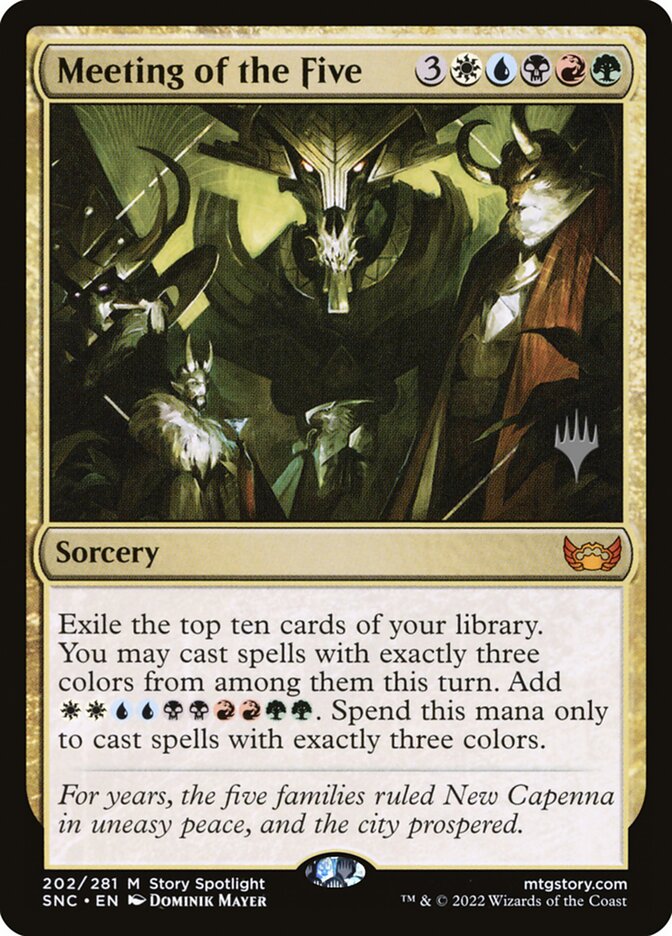 Meeting of the Five 3
Sorcery
Exile the top ten cards of your library.
You may cast spells with exactly three
colors from among them this turn. Add
. Spend this mana only
to cast spells with exactly three colors.
For years, the five families ruled New Capenna
in uneasy peace, and the city prospered.
202/281 M Story Spotlight mtgstory.com
SNC • EN Dominik Mayer ™ & © 2022 Wizards of the Coast